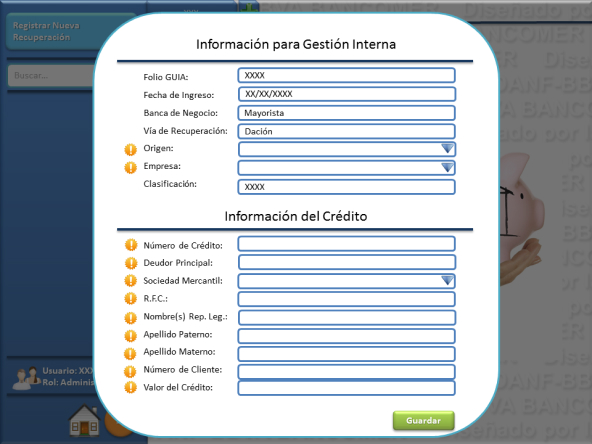 Registrar Nueva
Recuperación
Buscar...
Información para Gestión Interna
Folio GUIA: XXXX
Fecha de Ingreso: XX/XX/XXXX
Banca de Negocio: Mayorista
Vía de Recuperación: Dación
Origen:
Empresa:
Clasificación: XXXX
Información del Crédito
Número de Crédito:
Deudor Principal:
Sociedad Mercantil:
R.F.C.:
Nombre(s) Rep. Leg.:
Apellido Paterno:
Apellido Materno:
Número de Cliente:
Valor del Crédito:
Usuario: XX
Rol: Adminis
Guardar